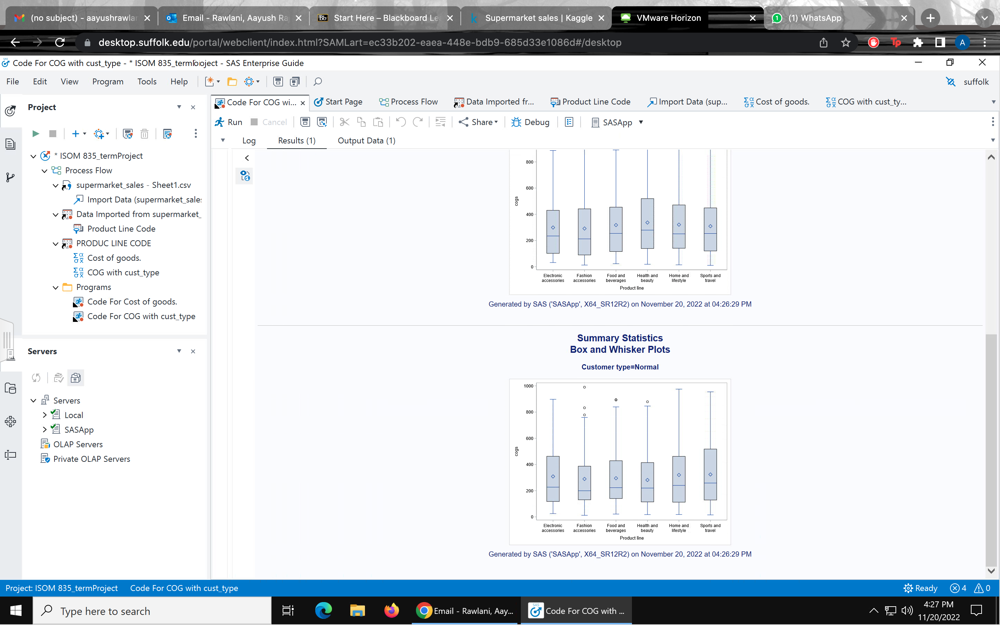 (no subject) - aayushrawlar
Email - Rawlani, Aayush Ra
Bb
Start Here – Blackboard Le
Supermarket sales | Kaggle
VMware Horizon
(1) WhatsApp
desktop.suffolk.edu/portal/webclient/index.html?SAMLart=ec33b202-eaea-448e-bdb9-685d33e1086d#/desktop
Tp
A
Code For COG with cust_type - * ISOM 835_termProject - SAS Enterprise Guide
File Edit View Program Tools Help
suffolk
Project
Code For COG wi...
Start Page
Process Flow
Data Imported fr...
Product Line Code
Import Data (sup...
Cost of goods.
COG with cust_ty...
Run Cancel Share Debug SASApp
Log Results (1) Output Data (1)
* ISOM 835_termProject
Process Flow
supermarket_sales - Sheet1.csv
Import Data (supermarket_sales
Data Imported from supermarket_
Product Line Code
PRODUC LINE CODE
Cost of goods.
COG with cust_type
Programs
Code For Cost of goods.
Code For COG with cust_type
Servers
Servers
Local
SASApp
OLAP Servers
Private OLAP Servers
800
600
400
200
0
cogs
Electronic accessories
Fashion accessories
Food and beverages
Health and beauty
Home and lifestyle
Sports and travel
Product line
Generated by SAS ('SASApp', X64_SR12R2) on November 20, 2022 at 04:26:29 PM
Summary Statistics
Box and Whisker Plots
Customer type=Normal
1000
800
600
400
200
0
cogs
Electronic accessories
Fashion accessories
Food and beverages
Health and beauty
Home and lifestyle
Sports and travel
Product line
Generated by SAS ('SASApp', X64_SR12R2) on November 20, 2022 at 04:26:29 PM
Project: ISOM 835_termProject Code For COG with cust_type
Ready 4 0
Type here to search
Email - Rawlani, Aay...
Code For COG with ...
4:27 PM
11/20/2022